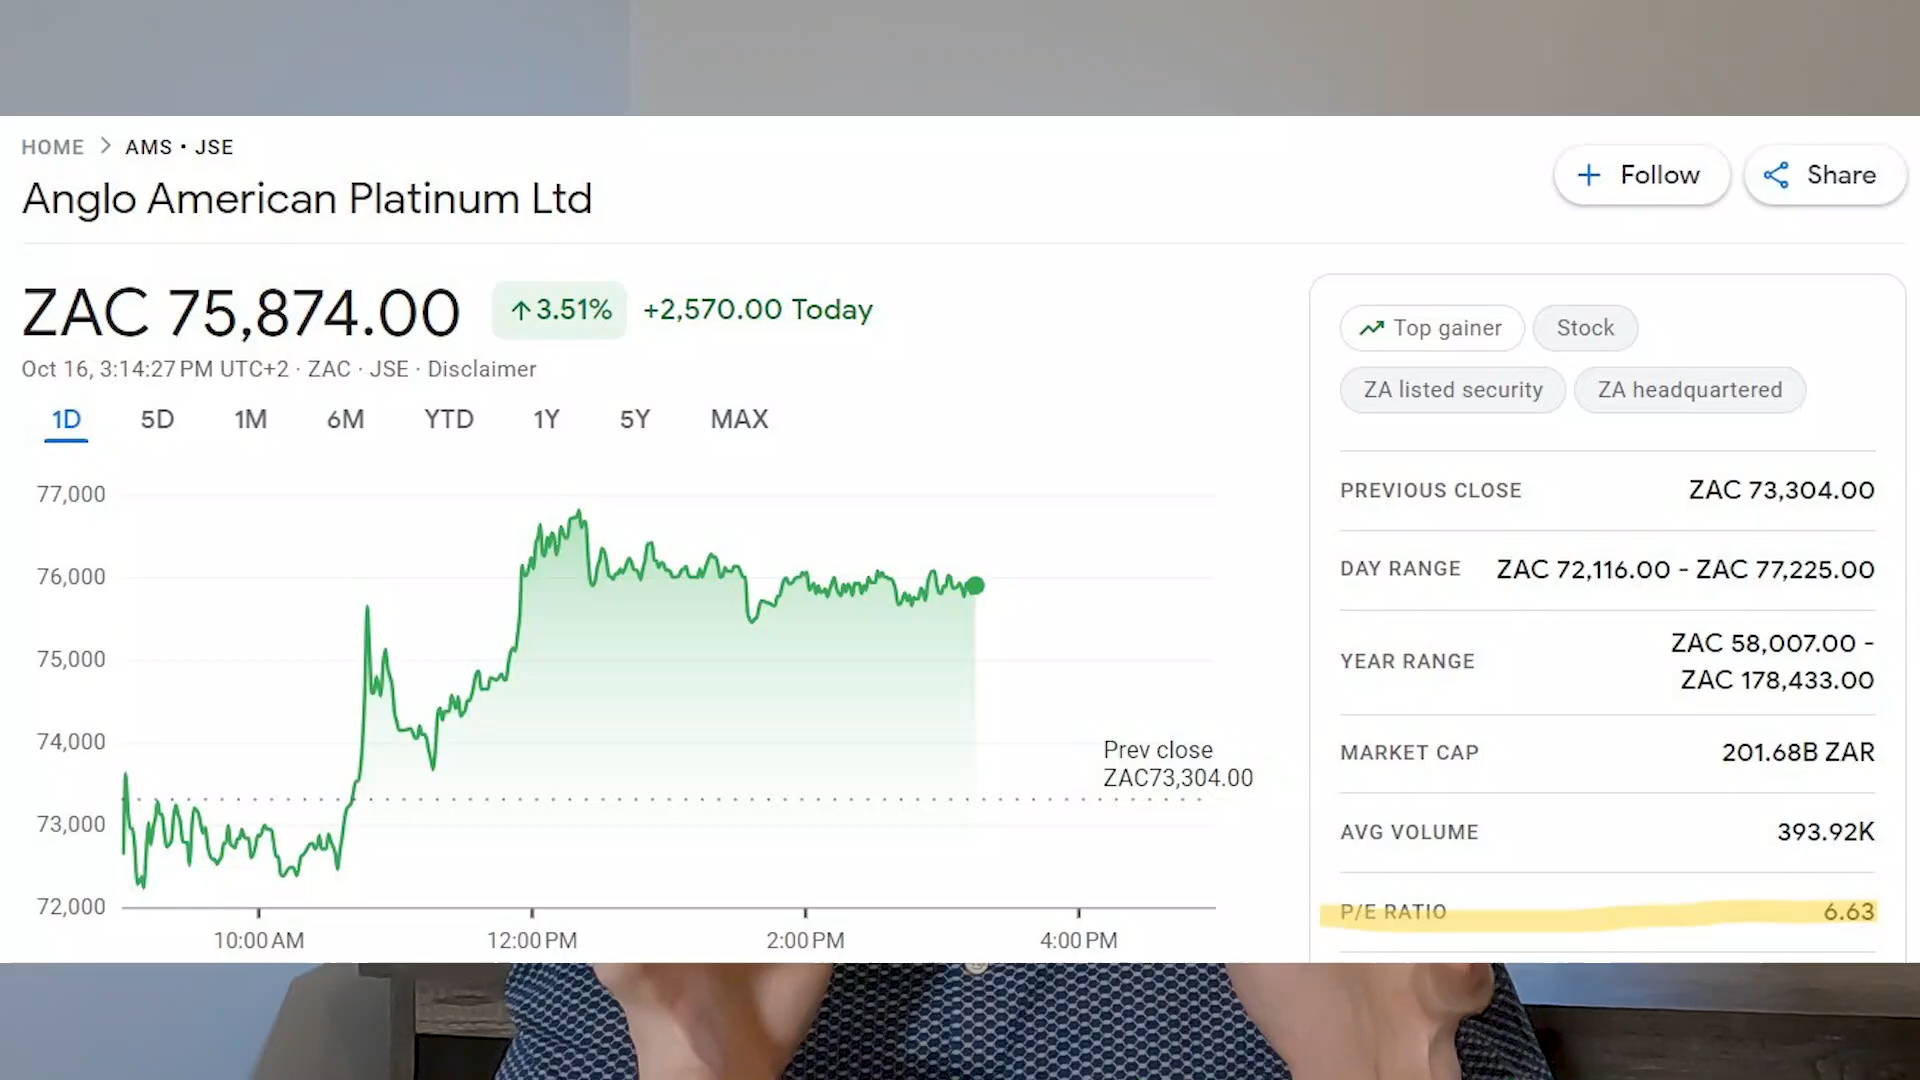 HOME > AMS • JSE
Anglo American Platinum Ltd
Follow
Share
ZAC 75,874.00
↑3.51%
+2,570.00 Today
Oct 16, 3:14:27 PM UTC+2 · ZAC · JSE · Disclaimer
1D 5D 1M 6M YTD 1Y 5Y MAX
77,000
76,000
75,000
74,000
73,000
72,000
Prev close
ZAC73,304.00
10:00 AM 12:00 PM 2:00 PM 4:00 PM
Top gainer
Stock
ZA listed security
ZA headquartered
PREVIOUS CLOSE ZAC 73,304.00
DAY RANGE ZAC 72,116.00 - ZAC 77,225.00
YEAR RANGE ZAC 58,007.00 -
ZAC 178,433.00
MARKET CAP 201.68B ZAR
AVG VOLUME 393.92K
P/E RATIO 6.63